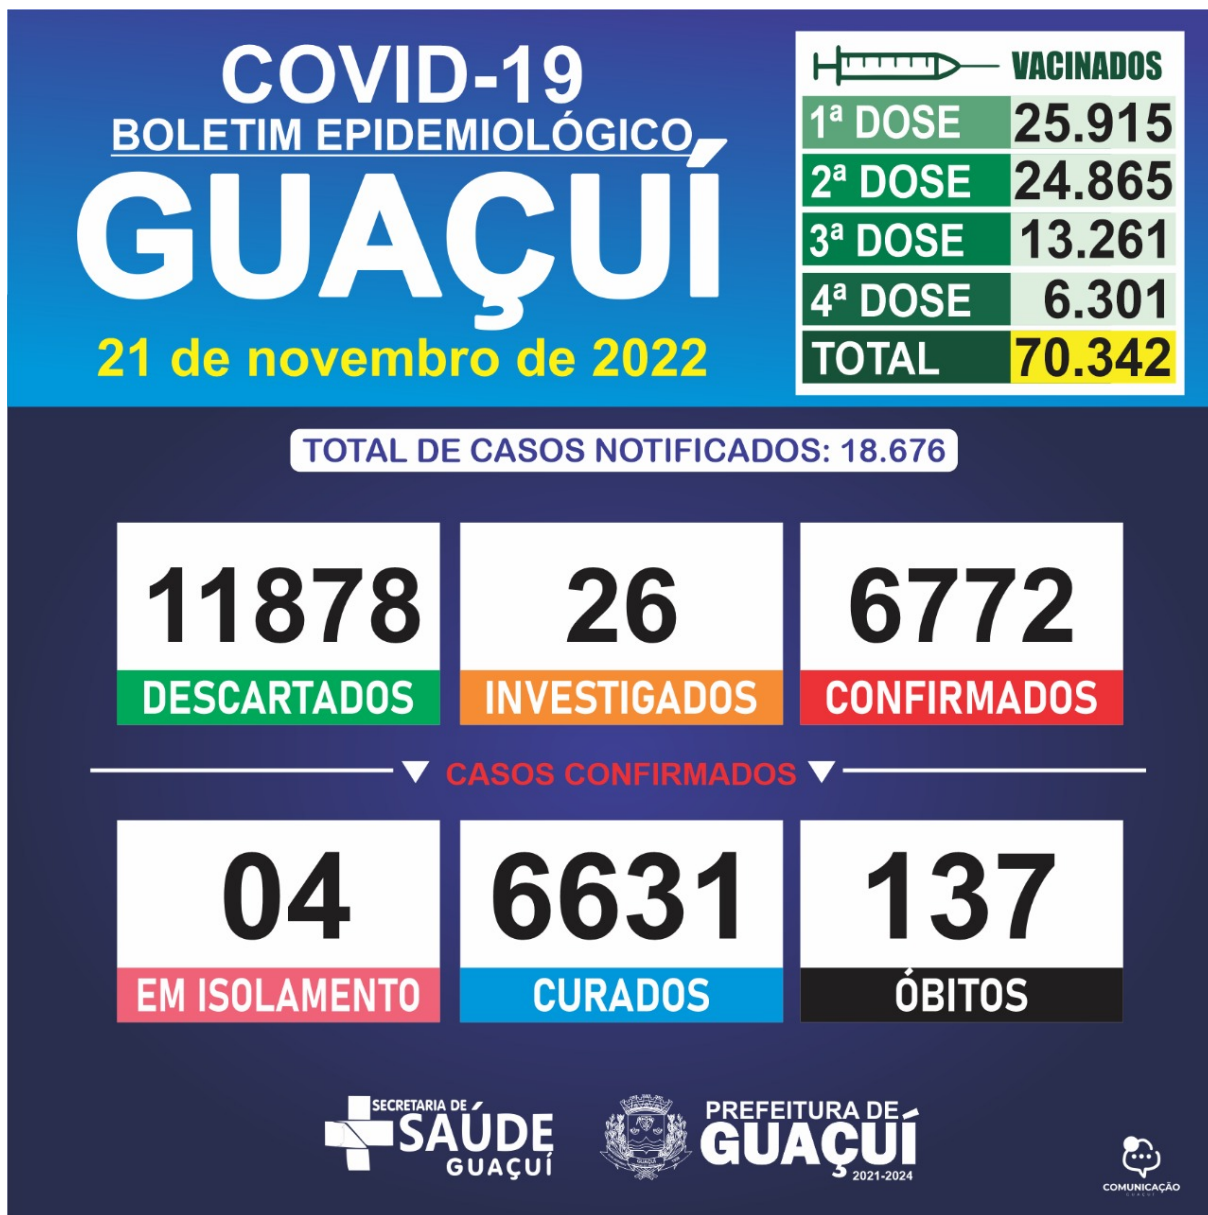 COVID-19
BOLETIM EPIDEMIOLÓGICO
GUAÇUÍ
21 de novembro de 2022
VACINADOS
1ª DOSE 25.915
2ª DOSE 24.865
3ª DOSE 13.261
4ª DOSE 6.301
TOTAL 70.342
TOTAL DE CASOS NOTIFICADOS: 18.676
11878
DESCARTADOS
26
INVESTIGADOS
6772
CONFIRMADOS
CASOS CONFIRMADOS
04
EM ISOLAMENTO
6631
CURADOS
137
ÓBITOS
SECRETARIA DE
SAÚDE
GUAÇUÍ
PREFEITURA DE
GUAÇUÍ
2021-2024
COMUNICAÇÃO
GUAÇUÍ